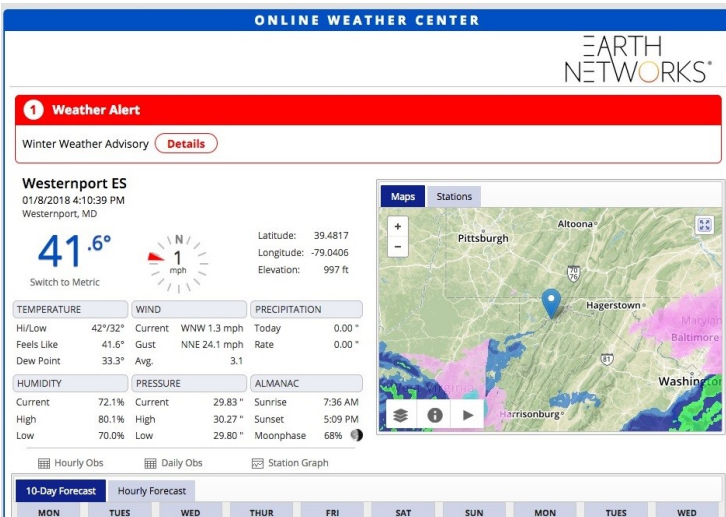 ONLINE WEATHER CENTER
EARTH
NETWORKS®
1 Weather Alert
Winter Weather Advisory Details
Westernport ES
01/8/2018 4:10:39 PM
Westernport, MD
41.6°
Switch to Metric
N
1
mph
Latitude: 39.4817
Longitude: -79.0406
Elevation: 997 ft
TEMPERATURE WIND PRECIPITATION
Hi/Low 42°/32° Current WNW 1.3 mph Today 0.00 "
Feels Like 41.6° Gust NNE 24.1 mph Rate 0.00 "
Dew Point 33.3° Avg. 3.1
HUMIDITY PRESSURE ALMANAC
Current 72.1% Current 29.83 " Sunrise 7:36 AM
High 80.1% High 30.27 " Sunset 5:09 PM
Low 70.0% Low 29.80 " Moonphase 68%
Hourly Obs Daily Obs Station Graph
Maps Stations
+
-
Altoona
Pittsburgh
70
76
Hagerstown
Maryland
Baltimore
81
Washington
Virginia
Harrisonburg
10-Day Forecast Hourly Forecast
MON TUES WED THUR FRI SAT SUN MON TUES WED